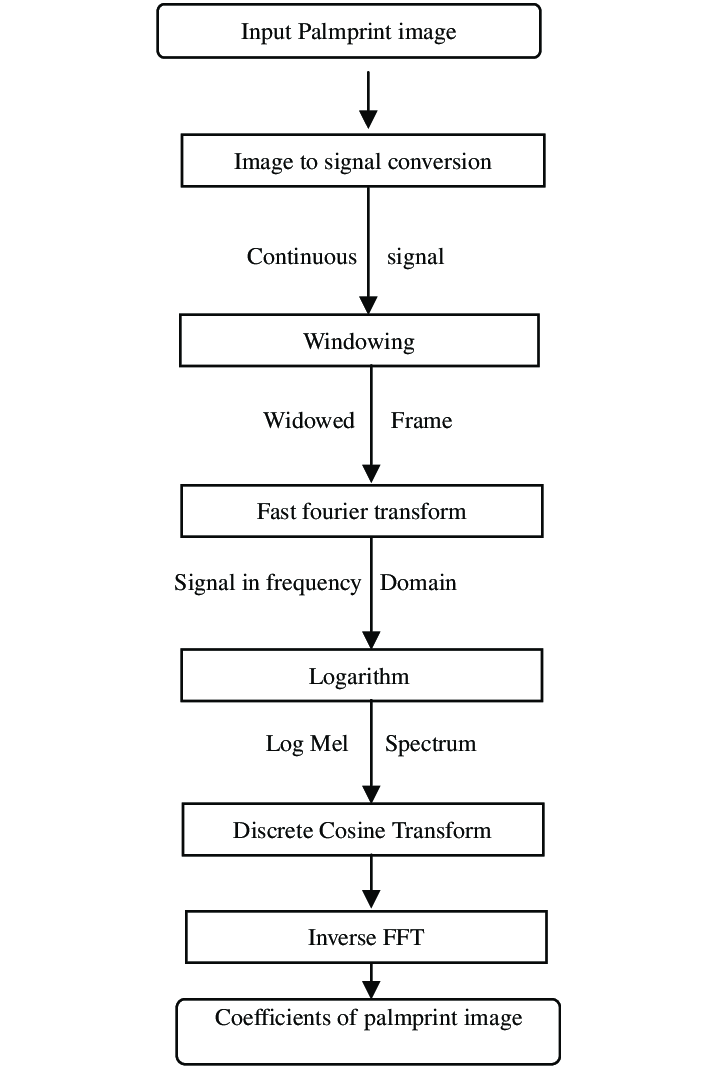 Input Palmprint image
Image to signal conversion
Continuous signal
Windowing
Widowed Frame
Fast fourier transform
Signal in frequency Domain
Logarithm
Log Mel Spectrum
Discrete Cosine Transform
Inverse FFT
Coefficients of palmprint image